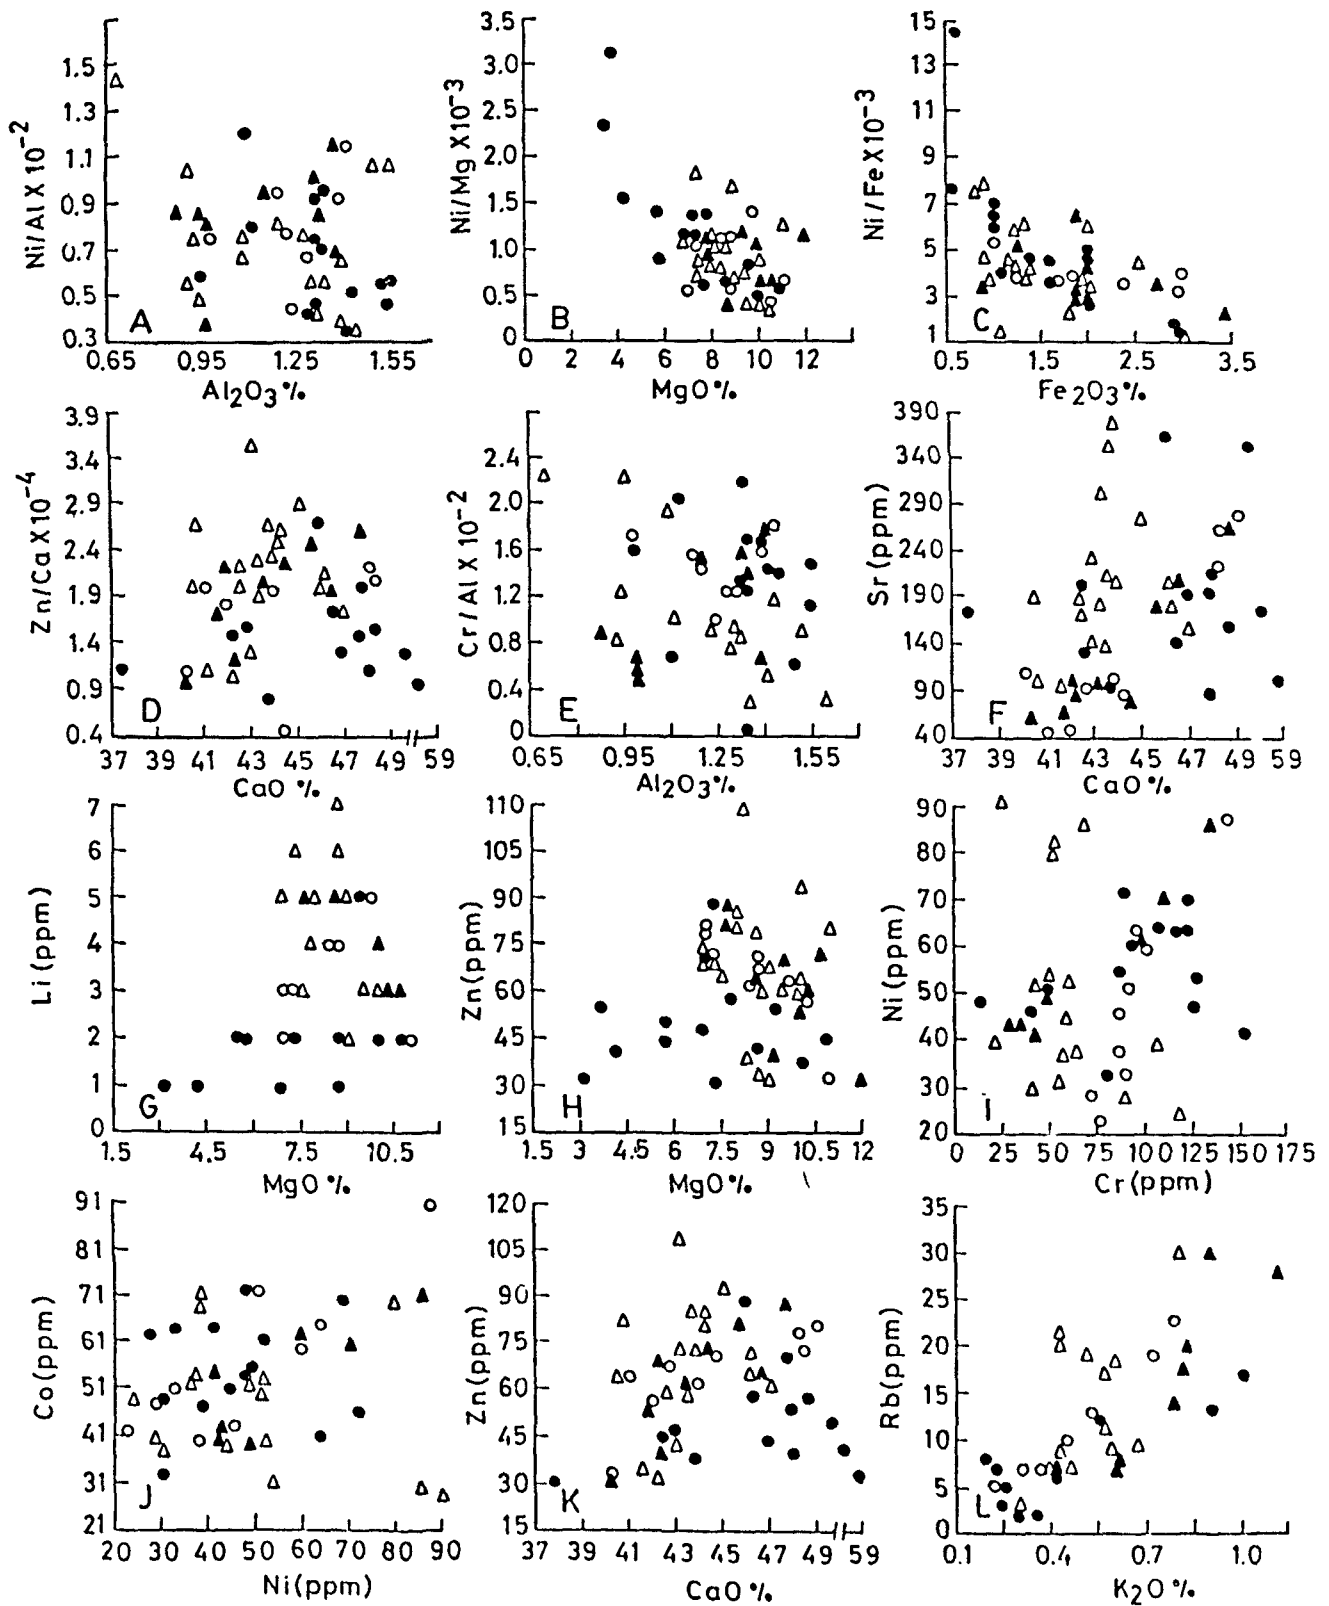 Ni/Al X 10⁻²
1.5
1.3
1.1
0.9
0.7
0.5
0.3
A
0.65 0.95 1.25 1.55
Al₂O₃%
Ni/Mg X 10⁻³
3.5
3.0
2.5
2.0
1.5
1.0
0.5
0
B
0 2 4 6 8 10 12
MgO%
Ni/Fe X 10⁻³
15
13
11
9
7
5
3
1
C
0.5 1.5 2.5 3.5
Fe₂O₃%
Zn/Ca X 10⁻⁴
3.9
3.4
2.9
2.4
1.9
1.4
0.9
0.4
D
37 39 41 43 45 47 49 59
CaO %
Cr/Al X 10⁻²
2.4
2.0
1.6
1.2
0.8
0.4
0
E
0.65 0.95 1.25 1.55
Al₂O₃%
Sr(ppm)
390
340
290
240
190
140
90
40
F
37 39 41 43 45 47 49 59
CaO%
Li(ppm)
7
6
5
4
3
2
1
0
G
1.5 4.5 7.5 10.5
MgO%
Zn(ppm)
110
105
90
75
60
45
30
15
H
1.5 3 4.5 6 7.5 9 10.5 12
MgO%
Ni(ppm)
90
80
70
60
50
40
30
20
I
0 25 50 75 100 125 150 175
Cr(ppm)
Co(ppm)
91
81
71
61
51
41
31
21
J
20 30 40 50 60 70 80 90
Ni(ppm)
Zn(ppm)
120
105
90
75
60
45
30
15
K
37 39 41 43 45 47 49 59
CaO%
Rb(ppm)
35
30
25
20
15
10
5
0
L
0.1 0.4 0.7 1.0
K₂O%